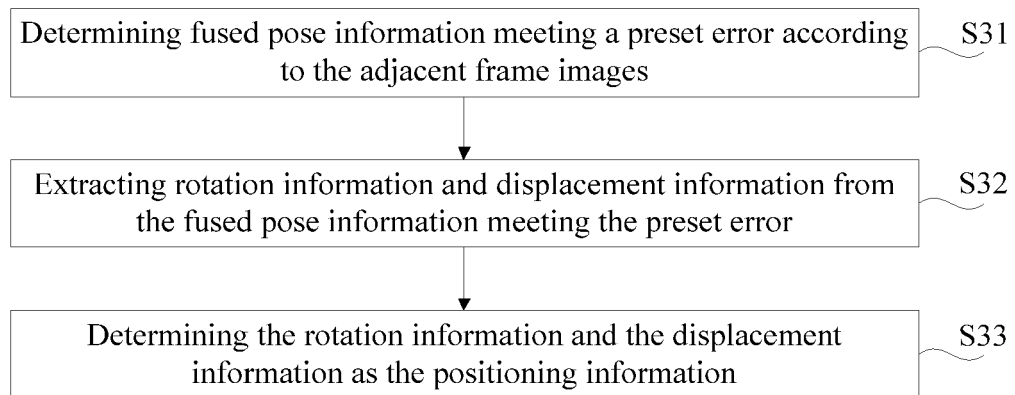 Determining fused pose information meeting a preset error according
to the adjacent frame images
S31
Extracting rotation information and displacement information from
the fused pose information meeting the preset error
S32
Determining the rotation information and the displacement
information as the positioning information
S33